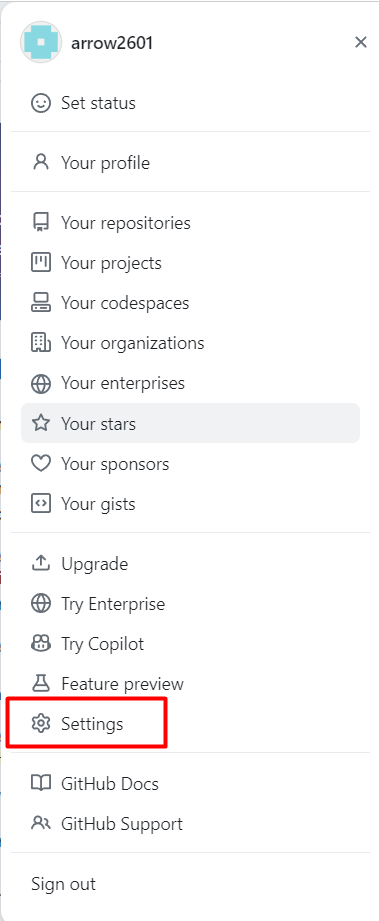 arrow2601
Set status
Your profile
Your repositories
Your projects
Your codespaces
Your organizations
Your enterprises
Your stars
Your sponsors
Your gists
Upgrade
Try Enterprise
Try Copilot
Feature preview
Settings
GitHub Docs
GitHub Support
Sign out